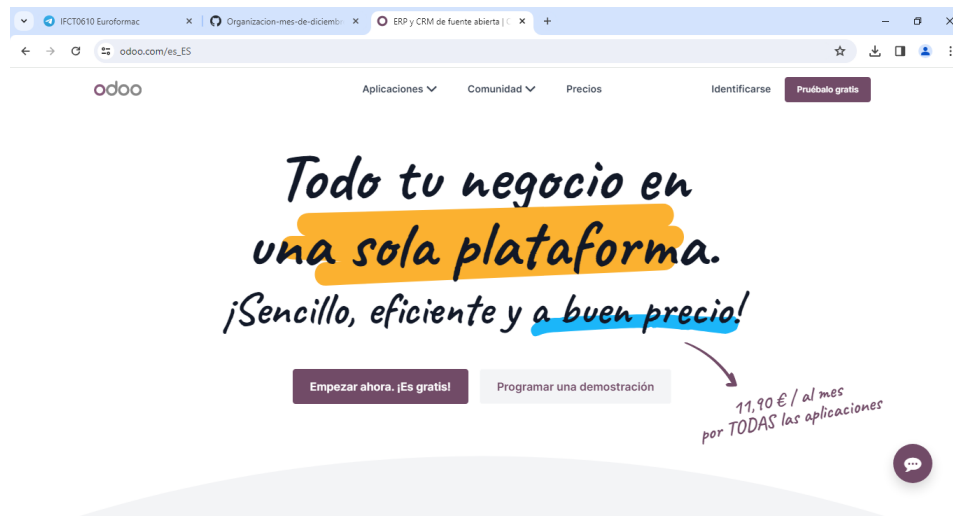 IFCT0610 Euroformac
Organizacion-mes-de-diciembr
ERP y CRM de fuente abierta |
odoo.com/es_ES
odoo
Aplicaciones
Comunidad
Precios
Identificarse
Pruébalo gratis
Todo tu negocio en
una sola plataforma.
¡Sencillo, eficiente y a buen precio!
Empezar ahora. ¡Es gratis!
Programar una demostración
11,90 € / al mes
por TODAS las aplicaciones